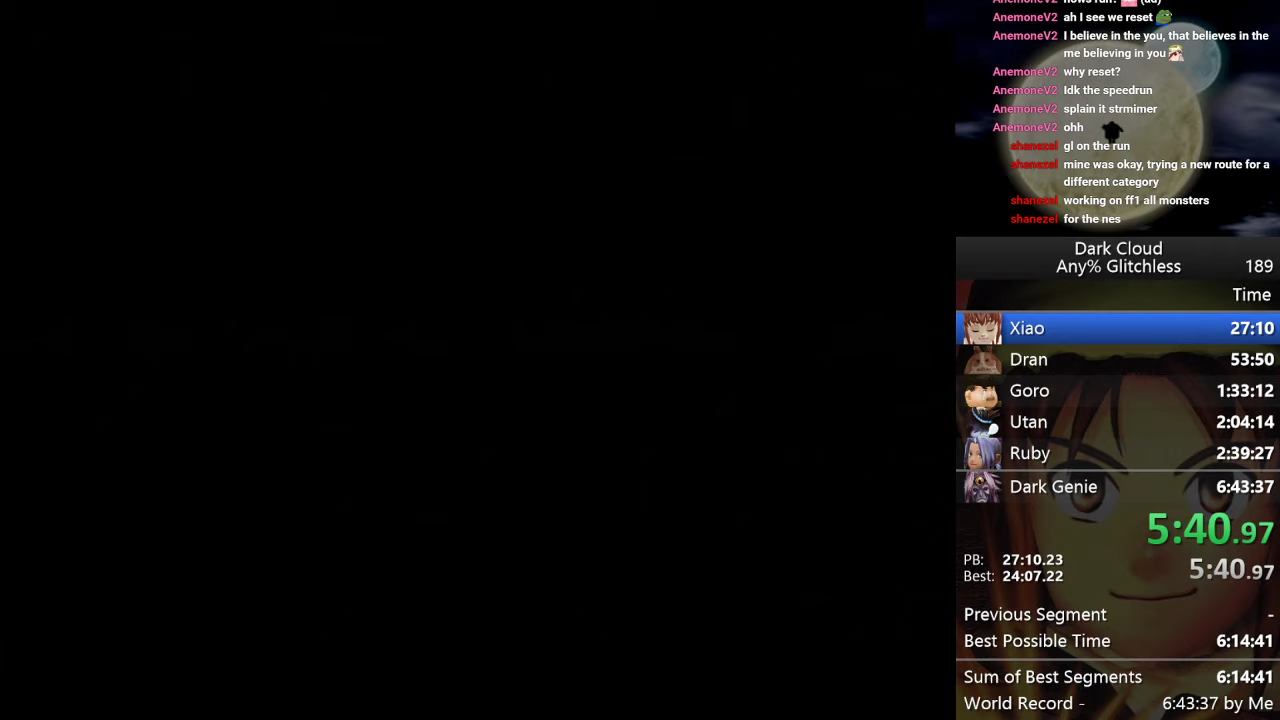 AnemoneV2 ah I see we reset
AnemoneV2 I believe in the you, that believes in the
me believing in you
AnemoneV2 why reset?
AnemoneV2 Idk the speedrun
AnemoneV2 splain it strmimer
AnemoneV2 ohh
shanezel gl on the run
shanezel mine was okay, trying a new route for a
different category
shanezel working on ff1 all monsters
shanezel for the nes
Dark Cloud
Any% Glitchless 189
Time
Xiao 27:10
Dran 53:50
Goro 1:33:12
Utan 2:04:14
Ruby 2:39:27
Dark Genie 6:43:37
5:40.97
PB: 27:10.23
Best: 24:07.22
5:40.97
Previous Segment -
Best Possible Time 6:14:41
Sum of Best Segments 6:14:41
World Record - 6:43:37 by Me